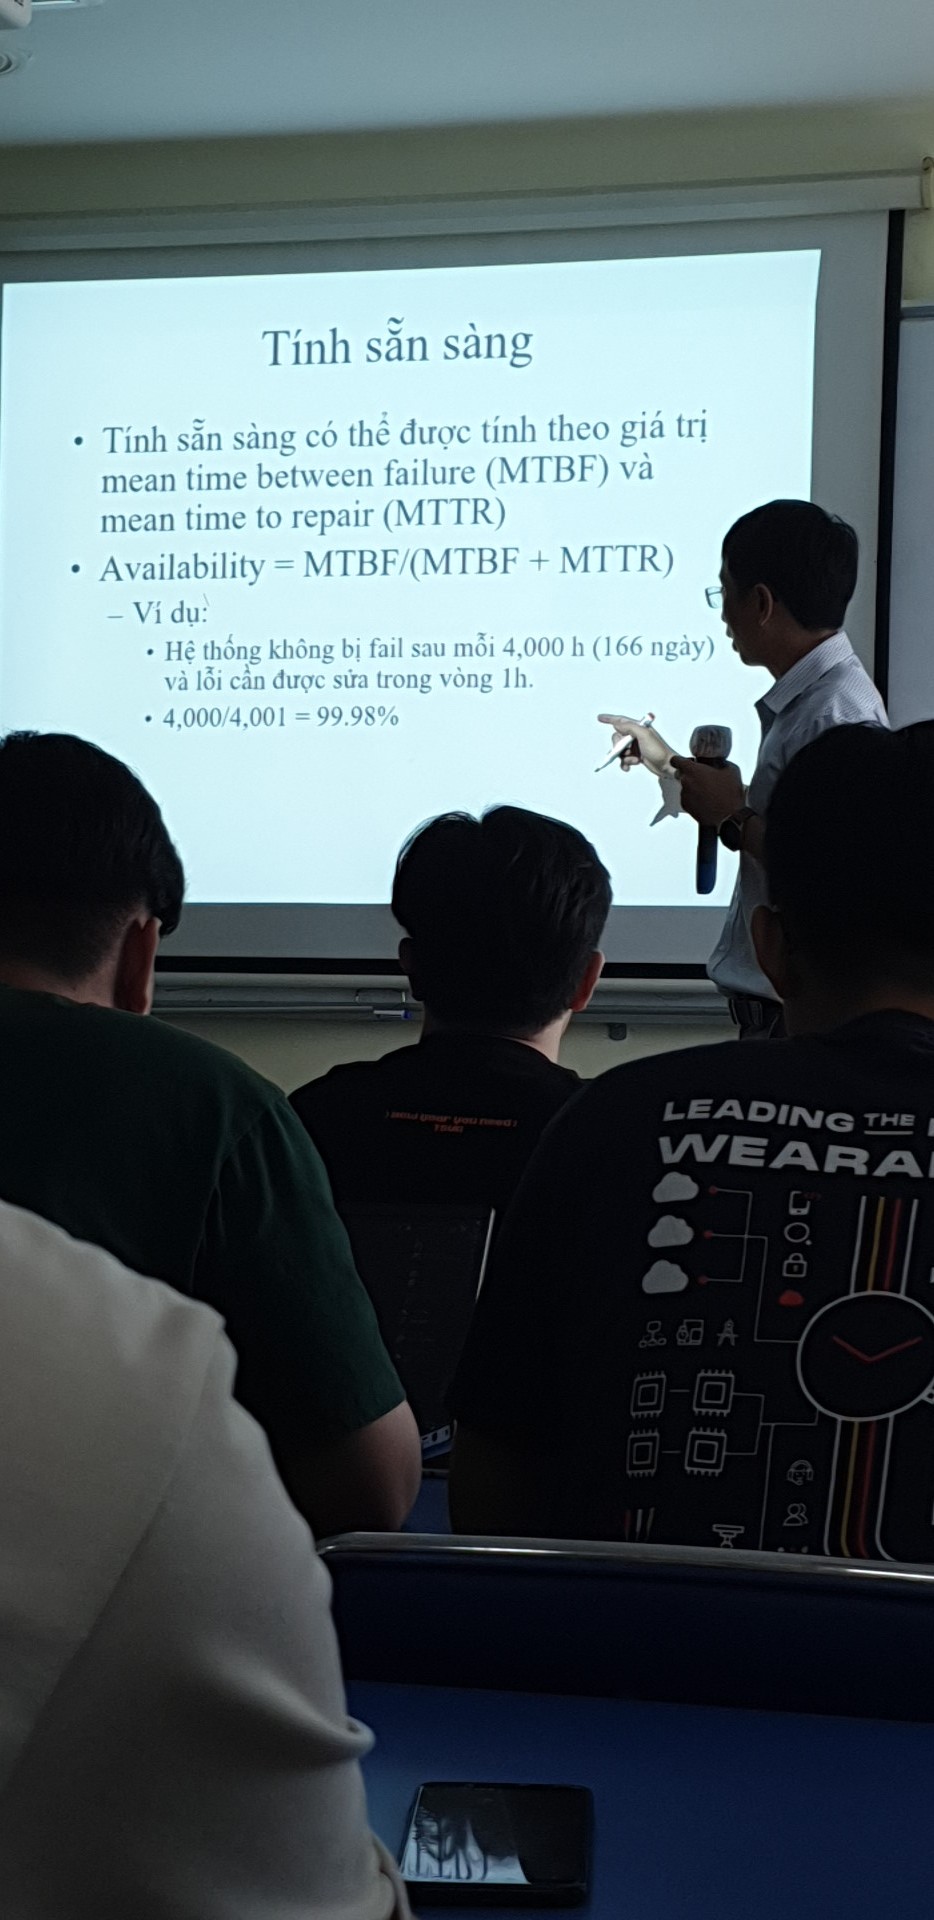 Tính sẵn sàng
• Tính sẵn sàng có thể được tính theo giá trị
mean time between failure (MTBF) và
mean time to repair (MTTR)
• Availability = MTBF/(MTBF + MTTR)
– Ví dụ:
• Hệ thống không bị fail sau mỗi 4,000 h (166 ngày)
và lỗi cần được sửa trong vòng 1h.
• 4,000/4,001 = 99.98%
LEADING THE